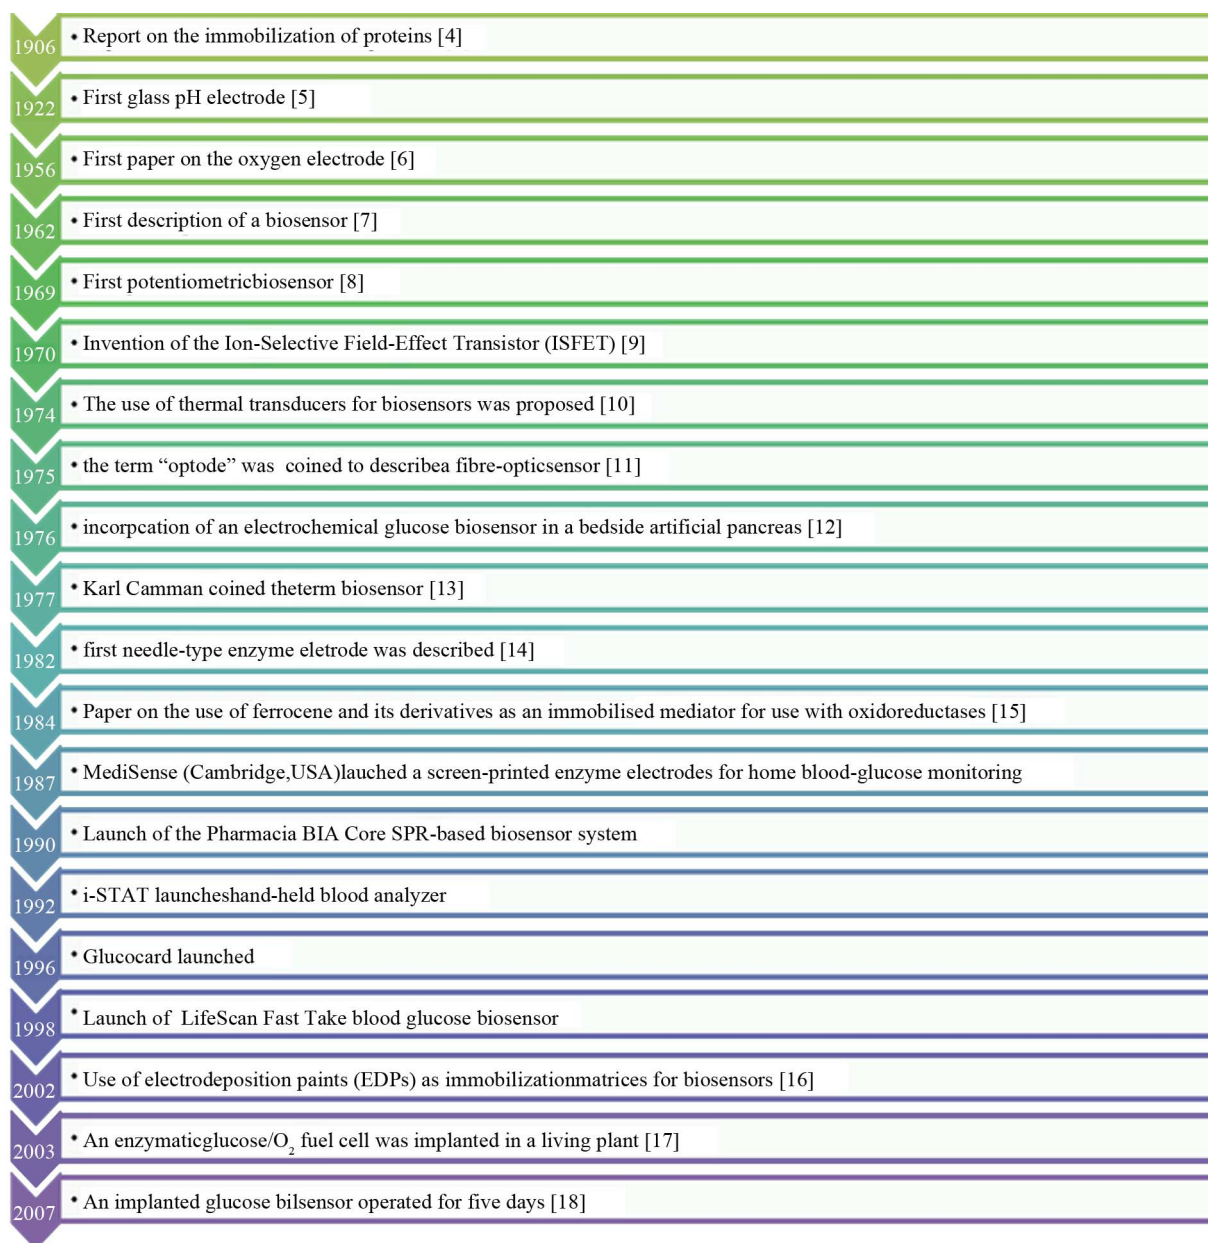 1906 • Report on the immobilization of proteins [4]
1922 • First glass pH electrode [5]
1956 • First paper on the oxygen electrode [6]
1962 • First description of a biosensor [7]
1969 • First potentiometricbiosensor [8]
1970 • Invention of the Ion-Selective Field-Effect Transistor (ISFET) [9]
1974 • The use of thermal transducers for biosensors was proposed [10]
1975 • the term “optode” was coined to describea fibre-opticsensor [11]
1976 • incorpcation of an electrochemical glucose biosensor in a bedside artificial pancreas [12]
1977 • Karl Camman coined theterm biosensor [13]
1982 • first needle-type enzyme eletrode was described [14]
1984 • Paper on the use of ferrocene and its derivatives as an immobilised mediator for use with oxidoreductases [15]
1987 • MediSense (Cambridge,USA)lauched a screen-printed enzyme electrodes for home blood-glucose monitoring
1990 • Launch of the Pharmacia BIA Core SPR-based biosensor system
1992 • i-STAT launcheshand-held blood analyzer
1996 • Glucocard launched
1998 • Launch of LifeScan Fast Take blood glucose biosensor
2002 • Use of electrodeposition paints (EDPs) as immobilizationmatrices for biosensors [16]
2003 • An enzymaticglucose/O₂ fuel cell was implanted in a living plant [17]
2007 • An implanted glucose bilsensor operated for five days [18]